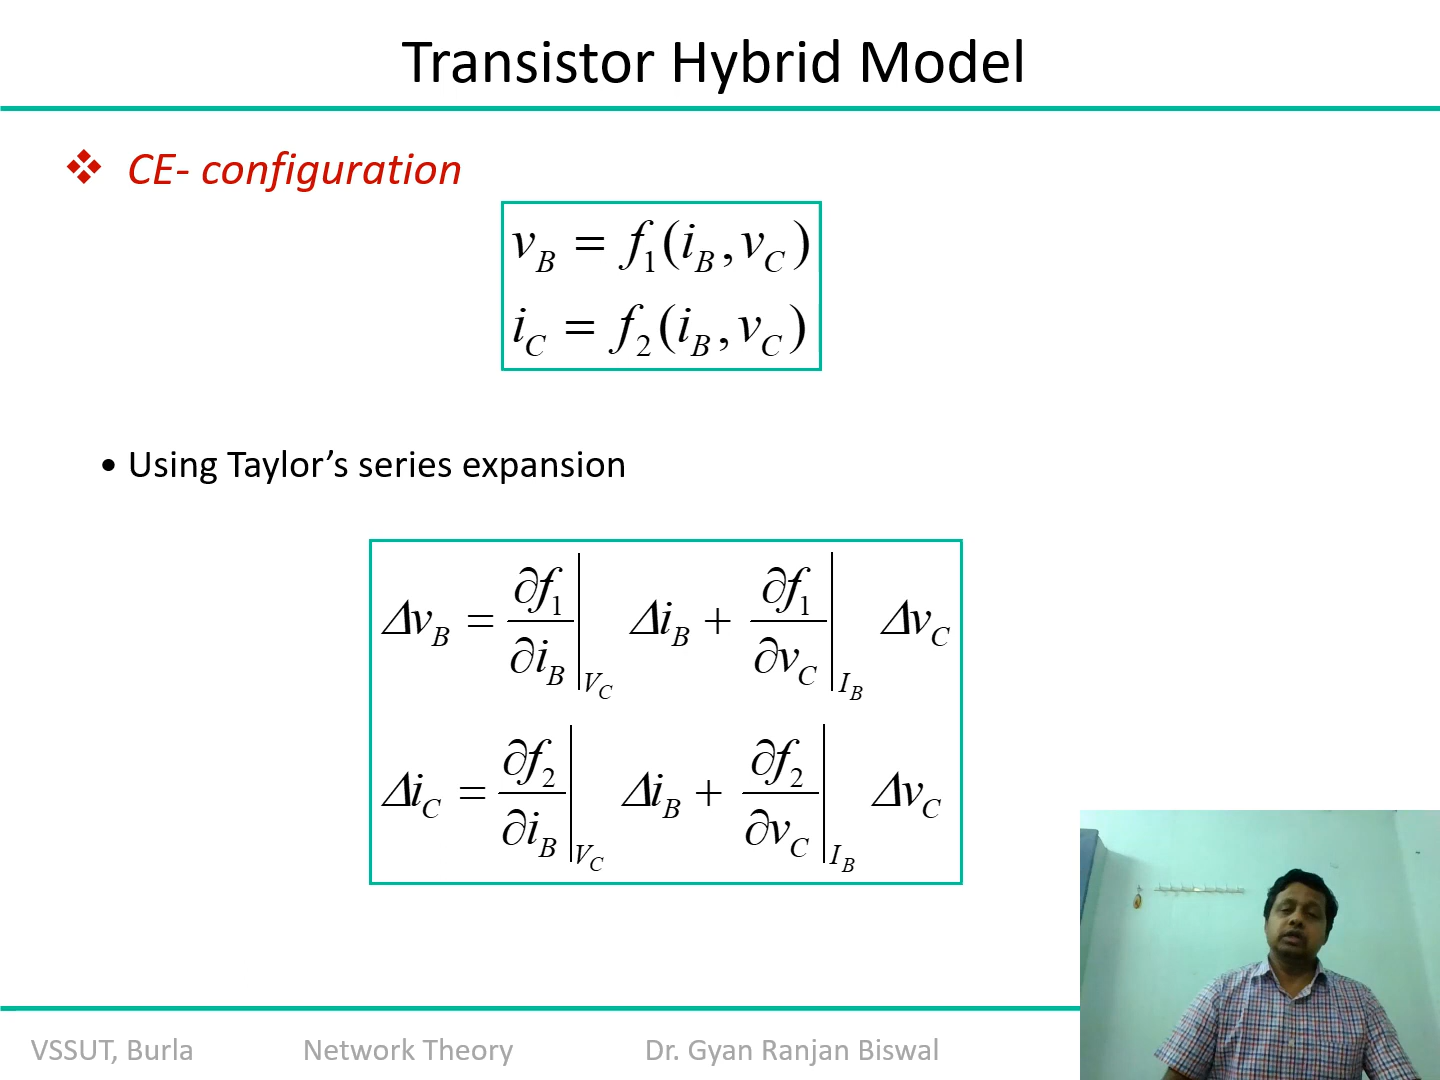 Transistor Hybrid Model
❖ CE- configuration
v_B = f_1(i_B, v_C)
i_C = f_2(i_B, v_C)
• Using Taylor’s series expansion
Δv_B = ∂f_1/∂i_B |_{V_C} Δi_B + ∂f_1/∂v_C |_{I_B} Δv_C
Δi_C = ∂f_2/∂i_B |_{V_C} Δi_B + ∂f_2/∂v_C |_{I_B} Δv_C
VSSUT, Burla Network Theory Dr. Gyan Ranjan Biswal